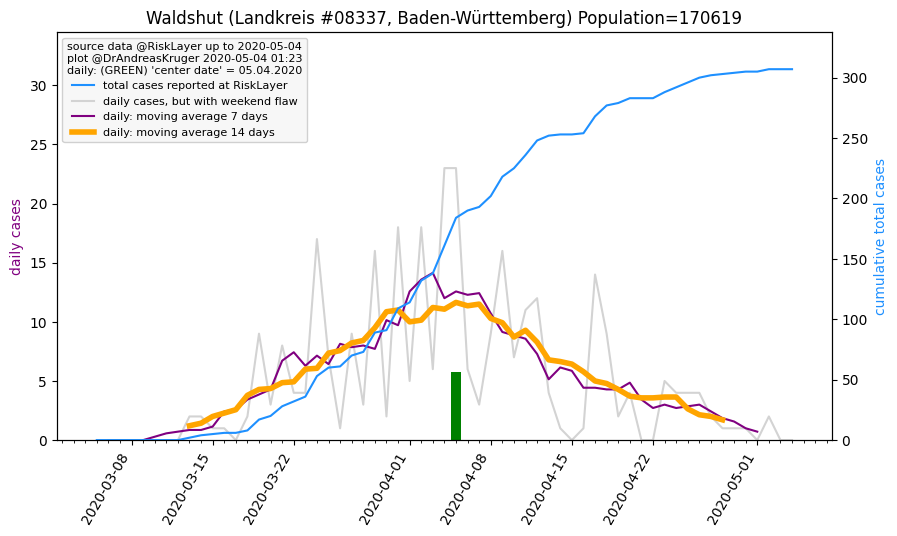 Waldshut (Landkreis #08337, Baden-Württemberg) Population=170619
source data @RiskLayer up to 2020-05-04
plot @DrAndreasKruger 2020-05-04 01:23
daily: (GREEN) 'center date' = 05.04.2020
total cases reported at RiskLayer
daily cases, but with weekend flaw
daily: moving average 7 days
daily: moving average 14 days
daily cases
30
25
20
15
10
5
0
300
250
200
150
100
50
0
cumulative total cases
2020-03-08
2020-03-15
2020-03-22
2020-04-01
2020-04-08
2020-04-15
2020-04-22
2020-05-01